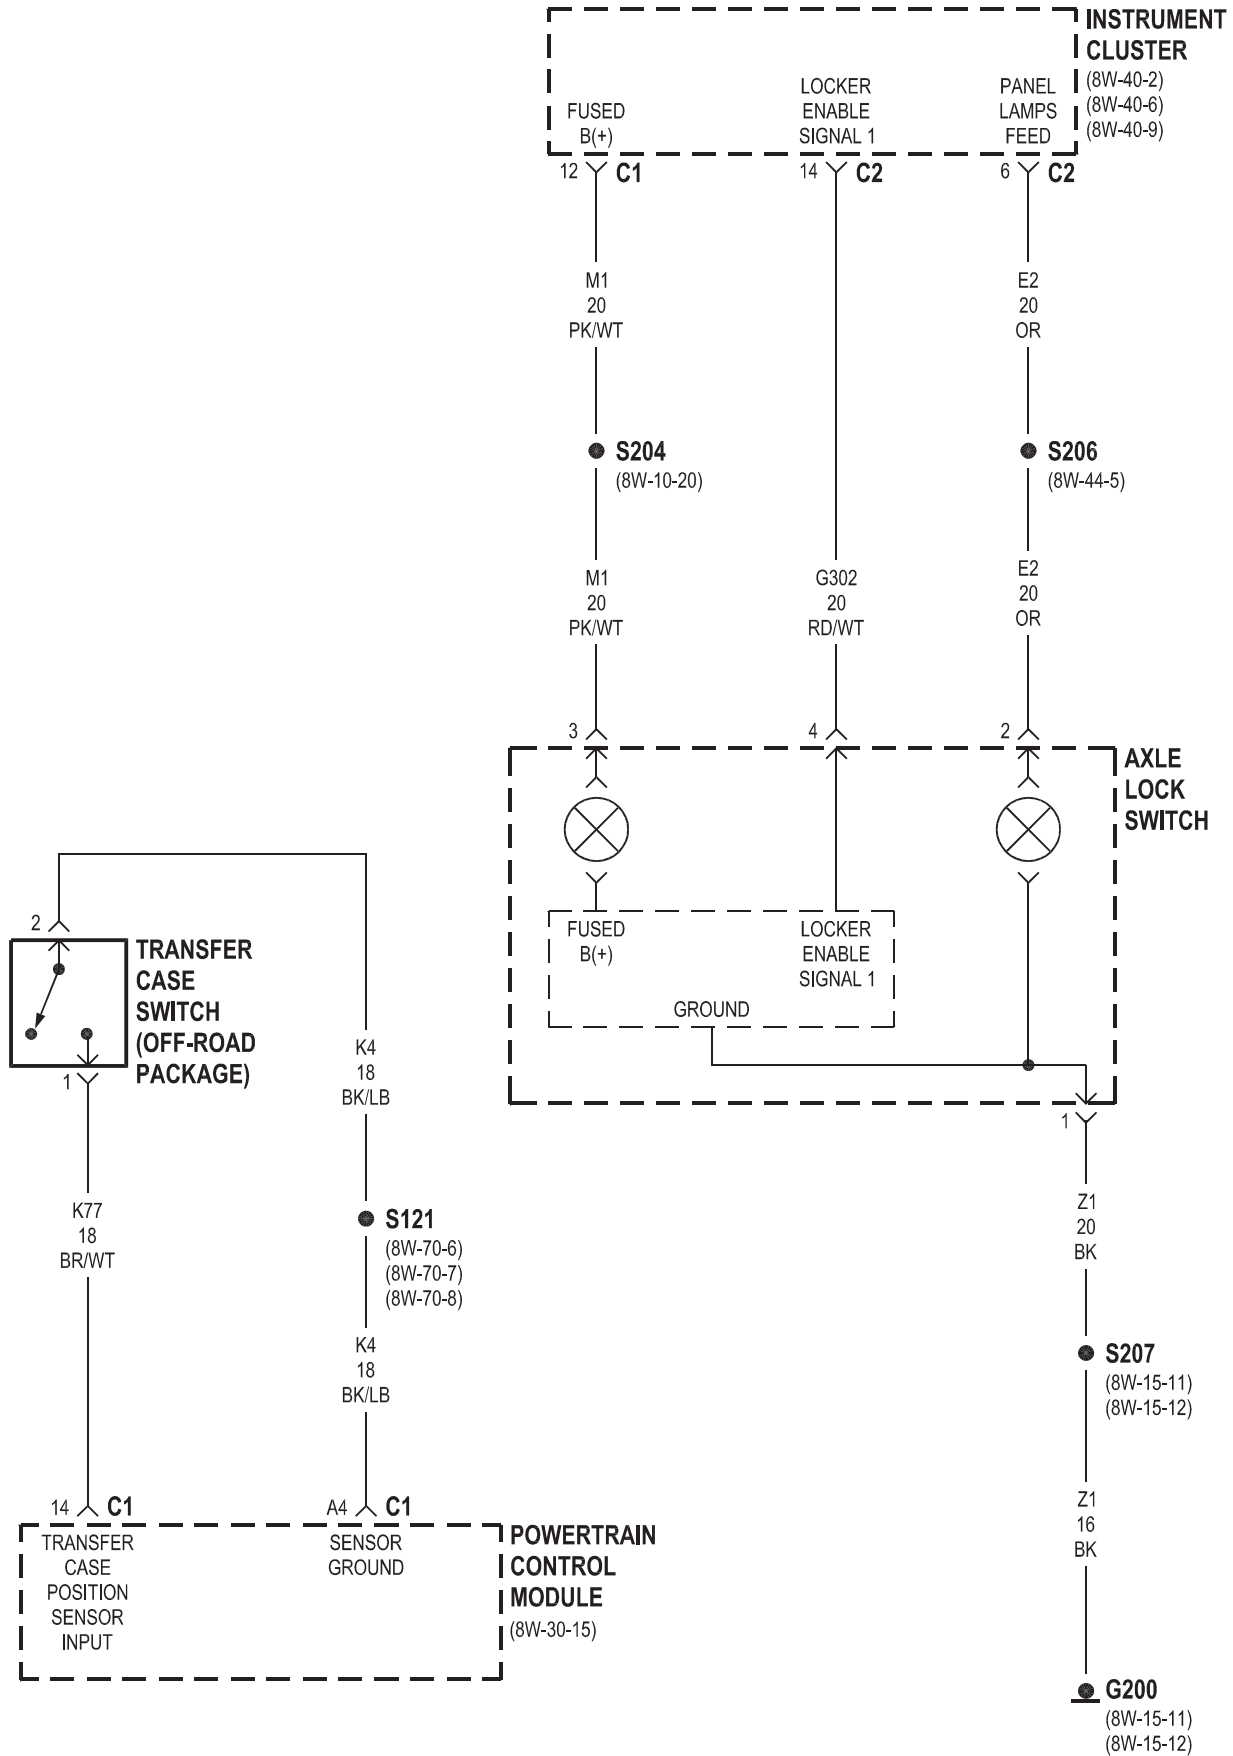 INSTRUMENT
CLUSTER
(8W-40-2)
(8W-40-6)
(8W-40-9)
FUSED
B(+)
LOCKER
ENABLE
SIGNAL 1
PANEL
LAMPS
FEED
12 C1
14 C2
6 C2
M1
20
PK/WT
E2
20
OR
S204
(8W-10-20)
S206
(8W-44-5)
M1
20
PK/WT
G302
20
RD/WT
E2
20
OR
3
4
2
AXLE
LOCK
SWITCH
FUSED
B(+)
LOCKER
ENABLE
SIGNAL 1
GROUND
2
TRANSFER
CASE
SWITCH
(OFF-ROAD
PACKAGE)
1
K4
18
BK/LB
1
K77
18
BR/WT
S121
(8W-70-6)
(8W-70-7)
(8W-70-8)
Z1
20
BK
K4
18
BK/LB
S207
(8W-15-11)
(8W-15-12)
14 C1
A4 C1
TRANSFER
CASE
POSITION
SENSOR
INPUT
SENSOR
GROUND
POWERTRAIN
CONTROL
MODULE
(8W-30-15)
Z1
16
BK
G200
(8W-15-11)
(8W-15-12)